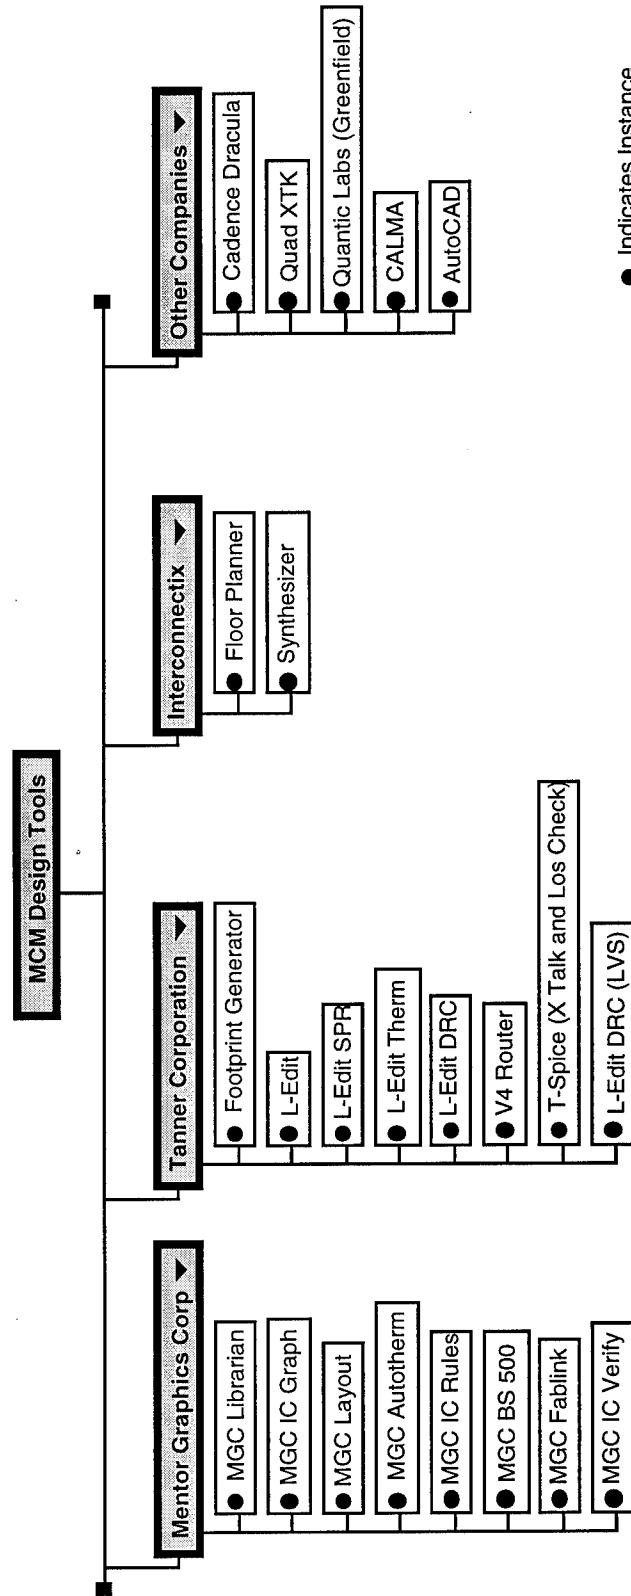 MCM Design Tools
Mentor Graphics Corp
MGC Librarian
MGC IC Graph
MGC Layout
MGC Autotherm
MGC IC Rules
MGC BS 500
MGC Fablink
MGC IC Verify
Tanner Corporation
Footprint Generator
L-Edit
L-Edit SPR
L-Edit Therm
L-Edit DRC
V4 Router
T-Spice (X Talk and Los Check)
L-Edit DRC (LVS)
Interconnectix
Floor Planner
Synthesizer
Other Companies
Cadence Dracula
Quad XTK
Quantic Labs (Greenfield)
CALMA
AutoCAD
Indicates Instance